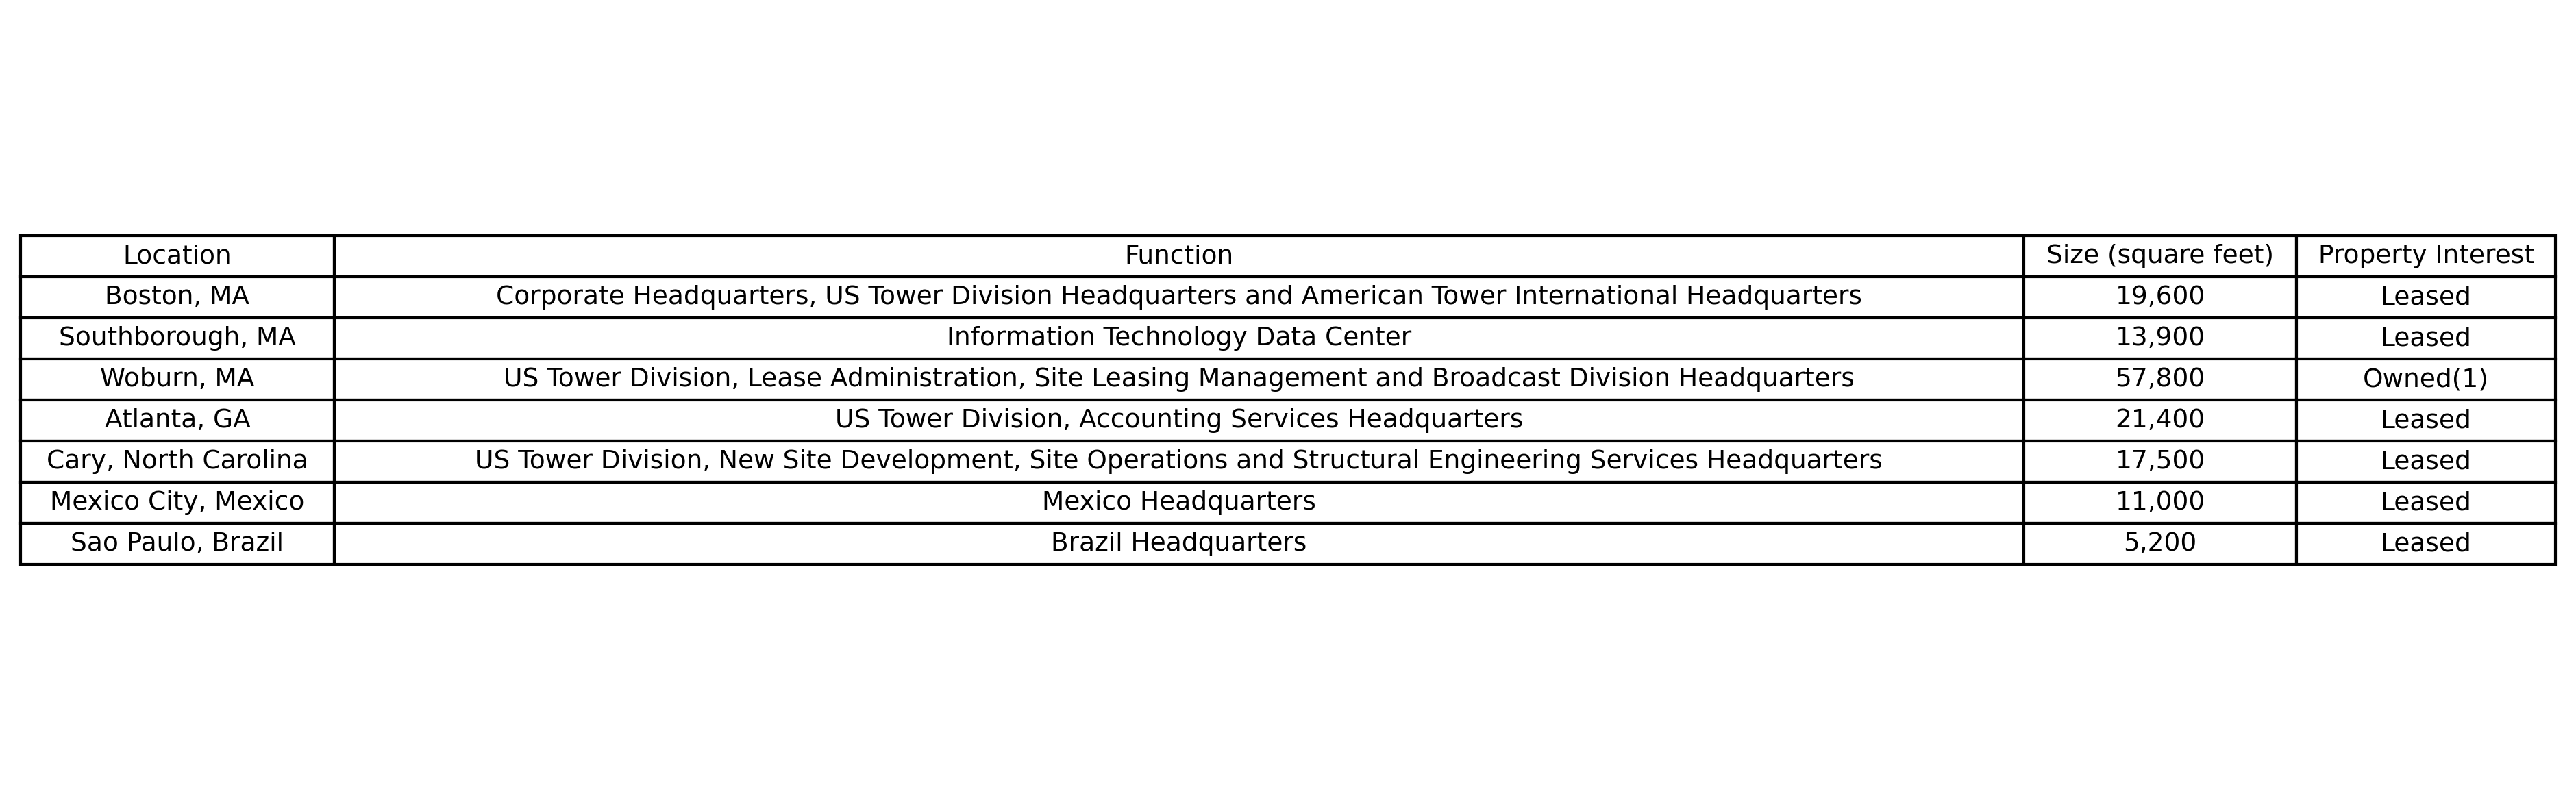 Location Function Size (square feet) Property Interest
Boston, MA Corporate Headquarters, US Tower Division Headquarters and American Tower International Headquarters 19,600 Leased
Southborough, MA Information Technology Data Center 13,900 Leased
Woburn, MA US Tower Division, Lease Administration, Site Leasing Management and Broadcast Division Headquarters 57,800 Owned(1)
Atlanta, GA US Tower Division, Accounting Services Headquarters 21,400 Leased
Cary, North Carolina US Tower Division, New Site Development, Site Operations and Structural Engineering Services Headquarters 17,500 Leased
Mexico City, Mexico Mexico Headquarters 11,000 Leased
Sao Paulo, Brazil Brazil Headquarters 5,200 Leased